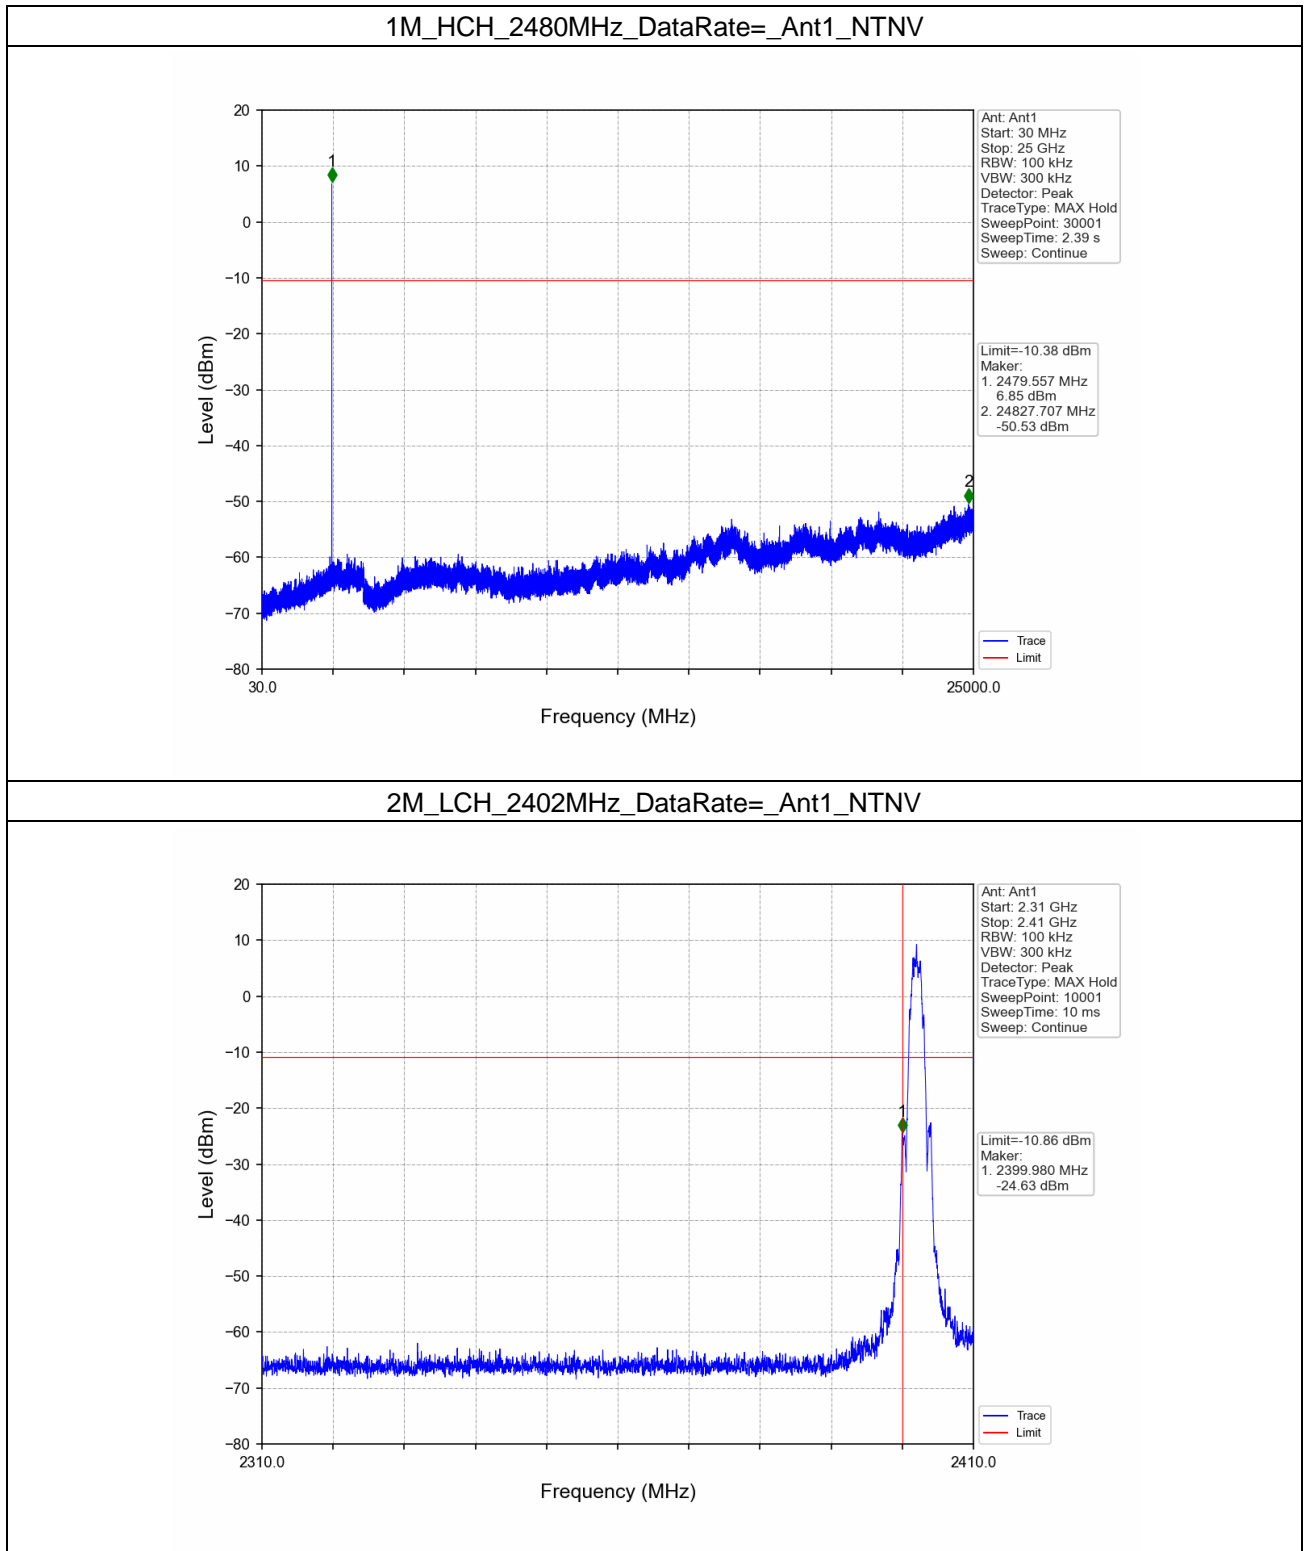 1M_HCH_2480MHz_DataRate=_Ant1_NTNV
20
10
0
−10
−20
−30
−40
−50
−60
−70
−80
Level (dBm)
1
2
30.0
25000.0
Frequency (MHz)
Ant: Ant1
Start: 30 MHz
Stop: 25 GHz
RBW: 100 kHz
VBW: 300 kHz
Detector: Peak
TraceType: MAX Hold
SweepPoint: 30001
SweepTime: 2.39 s
Sweep: Continue
Limit=-10.38 dBm
Maker:
1. 2479.557 MHz
6.85 dBm
2. 24827.707 MHz
-50.53 dBm
Trace
Limit
2M_LCH_2402MHz_DataRate=_Ant1_NTNV
20
10
0
−10
−20
−30
−40
−50
−60
−70
−80
Level (dBm)
1
2310.0
2410.0
Frequency (MHz)
Ant: Ant1
Start: 2.31 GHz
Stop: 2.41 GHz
RBW: 100 kHz
VBW: 300 kHz
Detector: Peak
TraceType: MAX Hold
SweepPoint: 10001
SweepTime: 10 ms
Sweep: Continue
Limit=-10.86 dBm
Maker:
1. 2399.980 MHz
-24.63 dBm
Trace
Limit